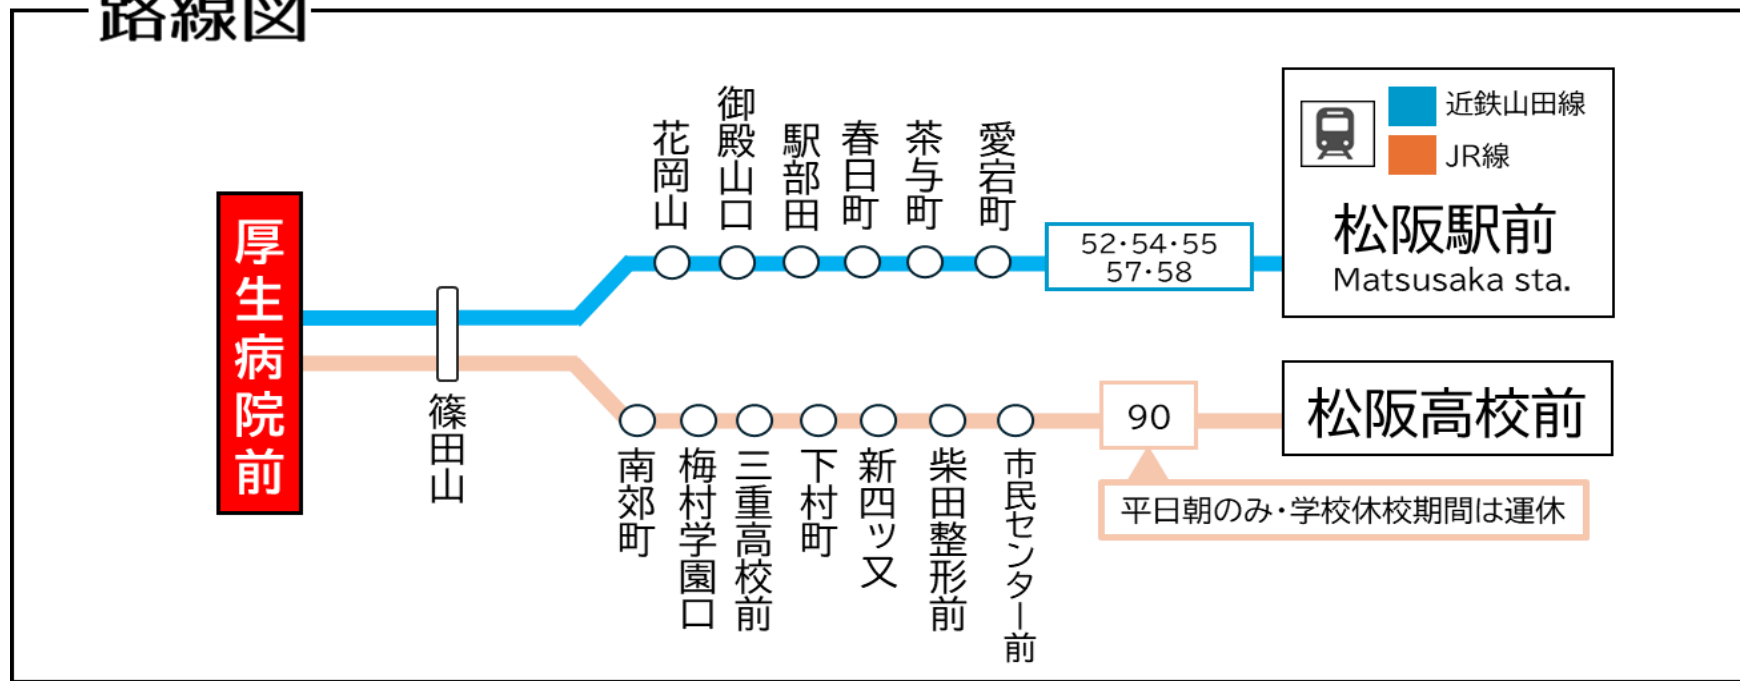 路線図
厚生病院前
篠田山
花岡山
御殿山口
駅部田
春日町
茶与町
愛宕町
52・54・55
57・58
近鉄山田線
JR線
松阪駅前
Matsusaka sta.
南郊町
梅村学園口
三重高校前
下村町
新四ッ又
柴田整形前
市民センター前
90
松阪高校前
平日朝のみ・学校休校期間は運休